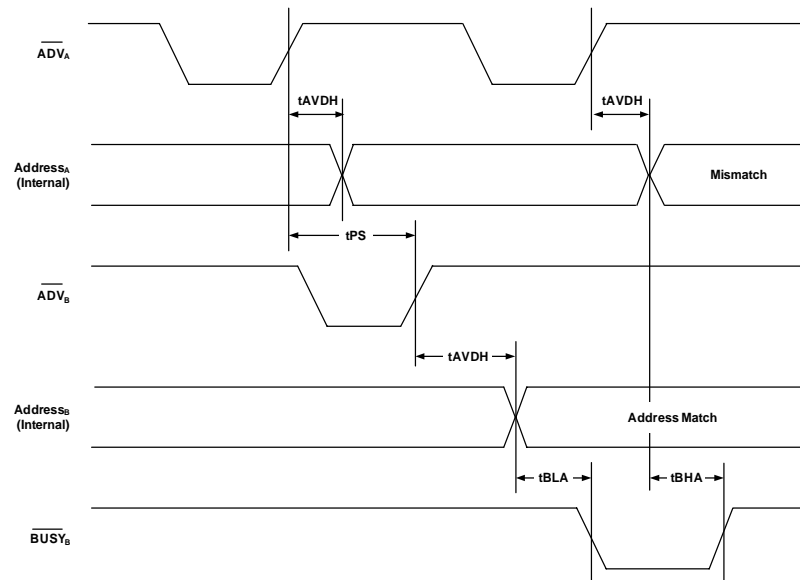 ADVA
tAVDH
tAVDH
AddressA
(Internal)
Mismatch
tPS
ADVB
tAVDH
AddressB
(Internal)
Address Match
tBLA
tBHA
BUSYB